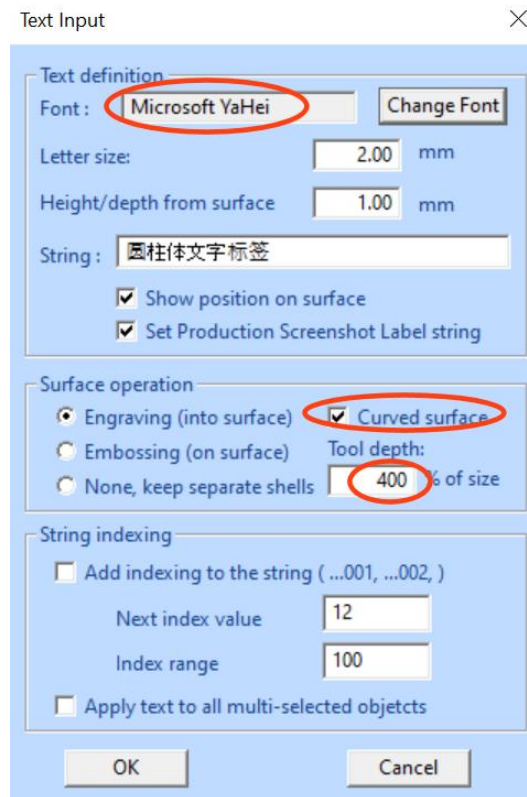 Text Input
Text definition
Font : Microsoft YaHei Change Font
Letter size: 2.00 mm
Height/depth from surface 1.00 mm
String : 圆柱体文字标签
Show position on surface
Set Production Screenshot Label string
Surface operation
Engraving (into surface) Curved surface
Embossing (on surface) Tool depth:
None, keep separate shells 400 % of size
String indexing
Add indexing to the string ( ...001, ...002, )
Next index value 12
Index range 100
Apply text to all multi-selected objetcts
OK Cancel